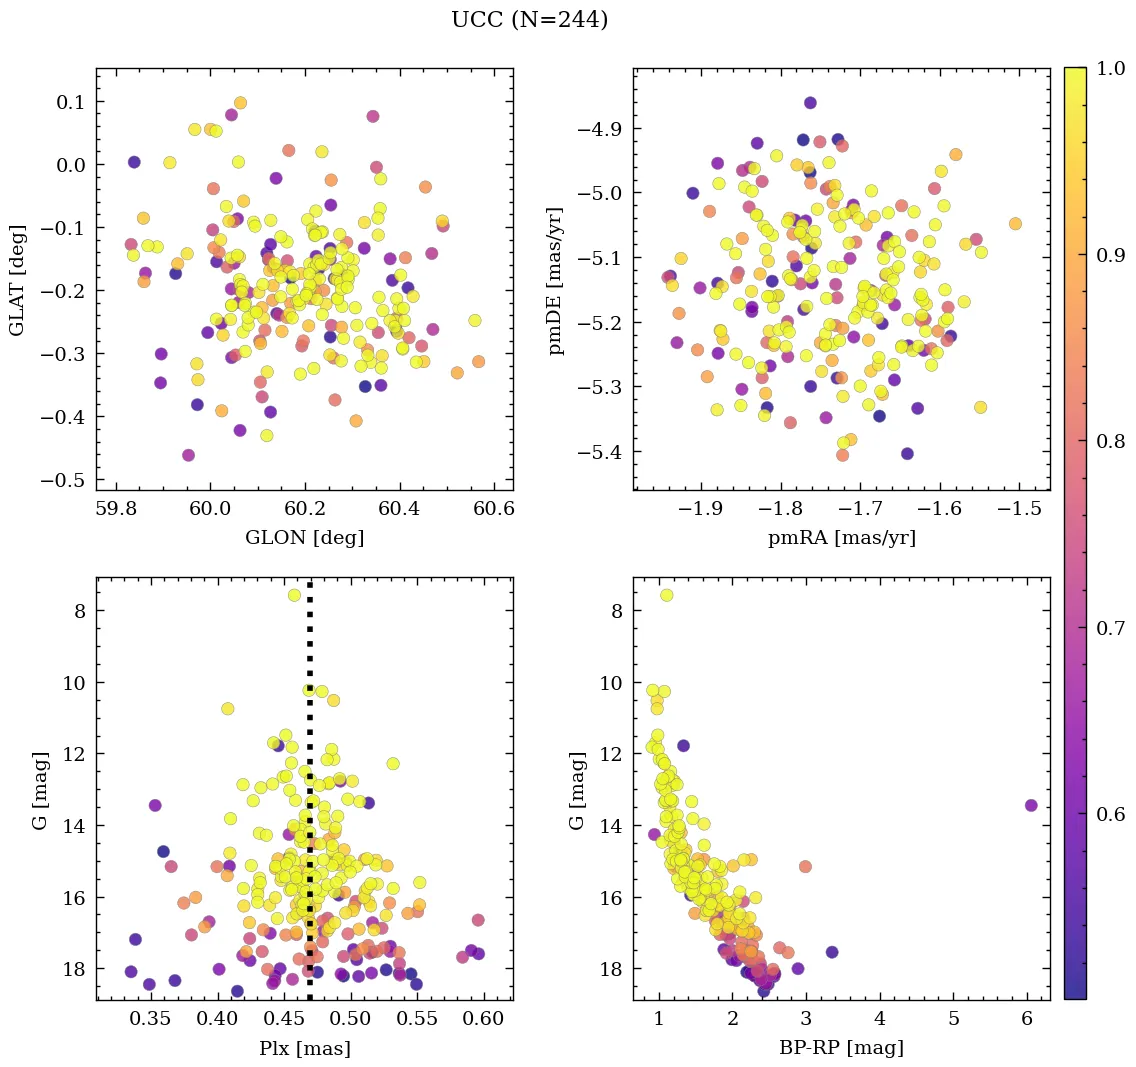 UCC (N=244)
0.1
0.0
−0.1
−0.2
−0.3
−0.4
−0.5
GLAT [deg]
59.8 60.0 60.2 60.4 60.6
GLON [deg]
−4.9
−5.0
−5.1
−5.2
−5.3
−5.4
pmDE [mas/yr]
−1.9 −1.8 −1.7 −1.6 −1.5
pmRA [mas/yr]
8
10
12
14
16
18
G [mag]
0.35 0.40 0.45 0.50 0.55 0.60
Plx [mas]
8
10
12
14
16
18
G [mag]
1 2 3 4 5 6
BP-RP [mag]
1.0
0.9
0.8
0.7
0.6